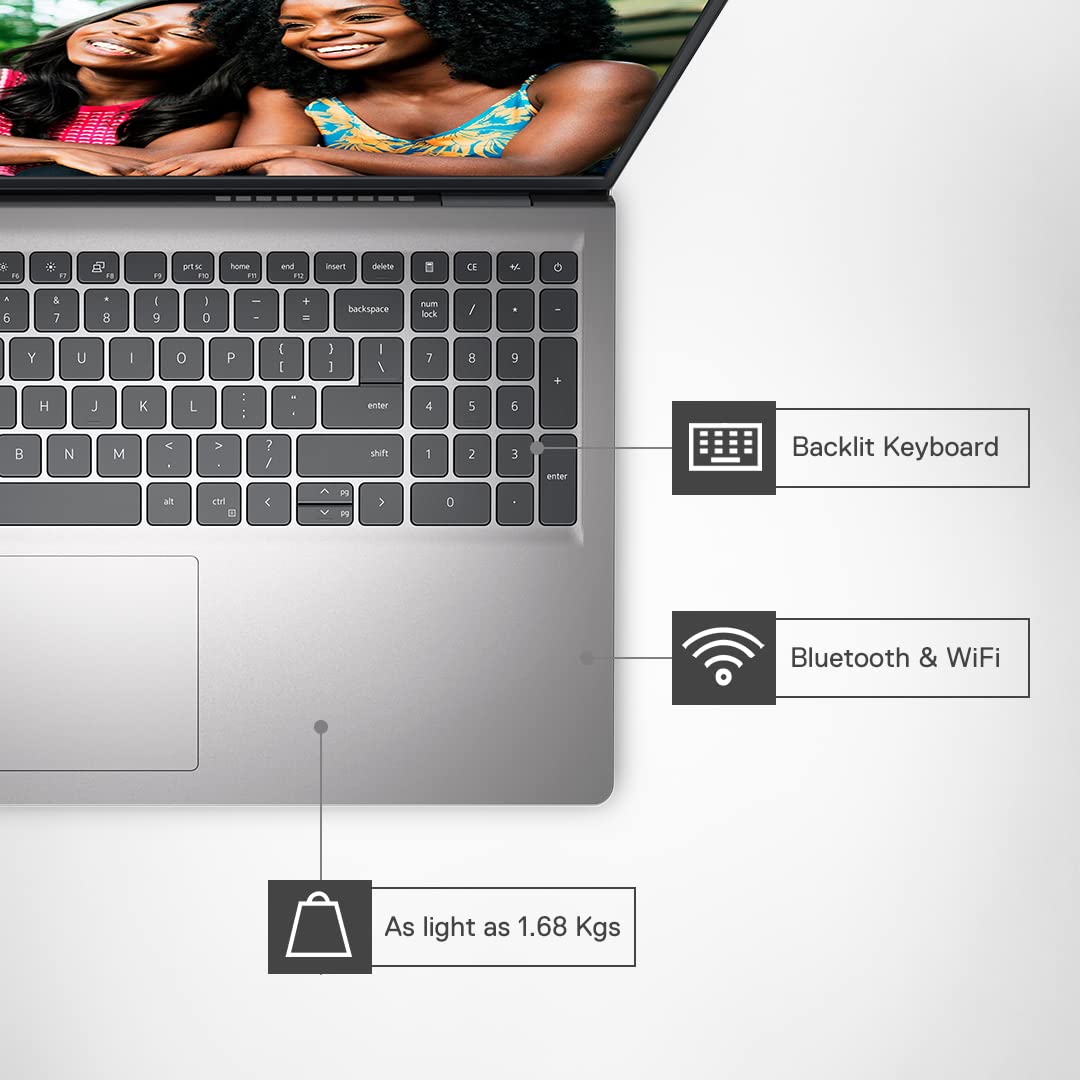 F6 F7 F8 F9 prt sc F10 home F11 end F12 insert delete CE +/-
^ 6 & 7 * 8 ( 9 ) 0 — - + = backspace num lock / * -
Y U I O P { [ } ] | \ 7 8 9 +
H J K L : ; " ' enter 4 5 6
B N M < , > . ? / shift 1 2 3 enter
alt ctrl < ^ pg v pg > 0 .
Backlit Keyboard
Bluetooth & WiFi
As light as 1.68 Kgs